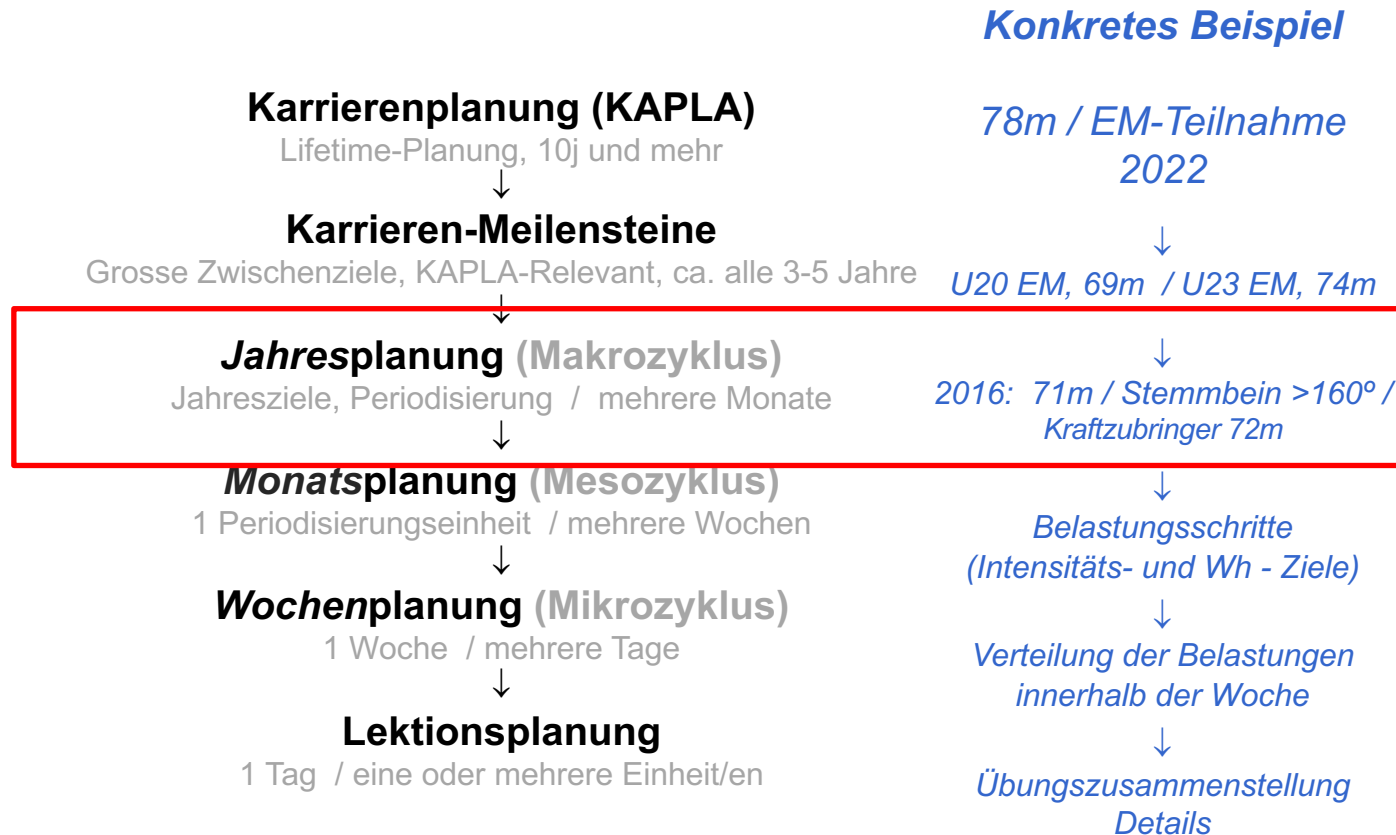 Konkretes Beispiel
Karrierenplanung (KAPLA)
Lifetime-Planung, 10j und mehr
↓
Karrieren-Meilensteine
Grosse Zwischenziele, KAPLA-Relevant, ca. alle 3-5 Jahre
↓
Jahresplanung (Makrozyklus)
Jahresziele, Periodisierung / mehrere Monate
↓
Monatsplanung (Mesozyklus)
1 Periodisierungseinheit / mehrere Wochen
↓
Wochenplanung (Mikrozyklus)
1 Woche / mehrere Tage
↓
Lektionsplanung
1 Tag / eine oder mehrere Einheit/en
78m / EM-Teilnahme
2022
↓
U20 EM, 69m / U23 EM, 74m
↓
2016: 71m / Stemmbein >160º /
Kraftzubringer 72m
↓
Belastungsschritte
(Intensitäts- und Wh - Ziele)
↓
Verteilung der Belastungen
innerhalb der Woche
↓
Übungszusammenstellung
Details